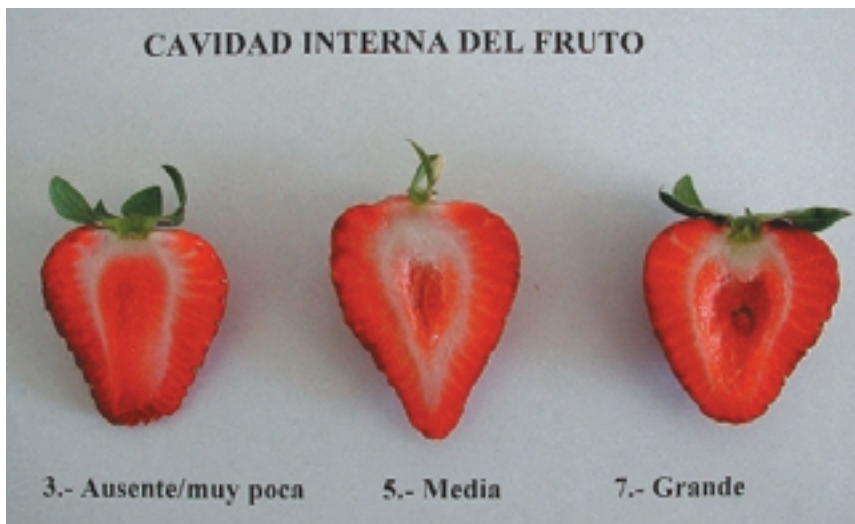 CAVIDAD INTERNA DEL FRUTO
3.- Ausente/muy poca 5.- Media 7.- Grande